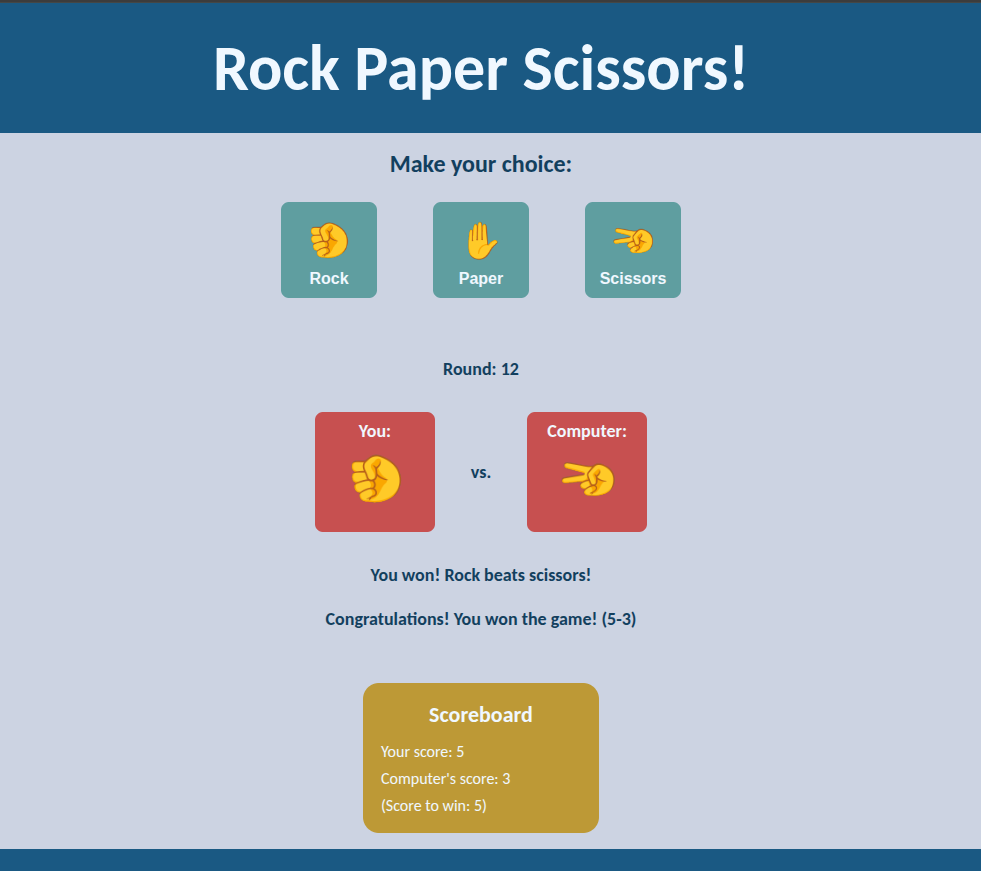 Rock Paper Scissors!
Make your choice:
Rock
Paper
Scissors
Round: 12
You:
Computer:
vs.
You won! Rock beats scissors!
Congratulations! You won the game! (5-3)
Scoreboard
Your score: 5
Computer's score: 3
(Score to win: 5)